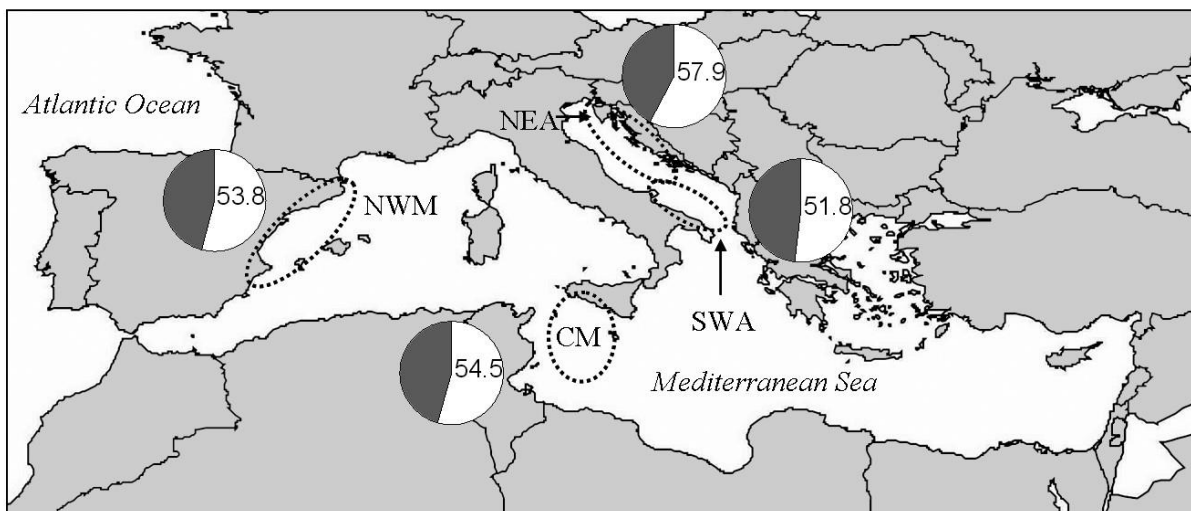 57.9
Atlantic Ocean
NEA
53.8
NWM
51.8
SWA
CM
54.5
Mediterranean Sea